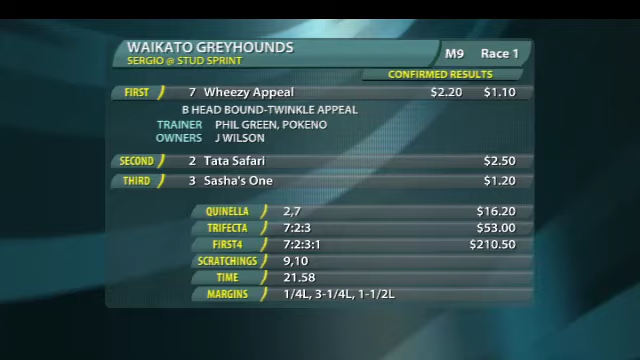 WAIKATO GREYHOUNDS
SERGIO @ STUD SPRINT
M9 Race 1
CONFIRMED RESULTS
FIRST 7 Wheezy Appeal $2.20 $1.10
B HEAD BOUND-TWINKLE APPEAL
TRAINER PHIL GREEN, POKENO
OWNERS J WILSON
SECOND 2 Tata Safari $2.50
THIRD 3 Sasha's One $1.20
QUINELLA 2,7 $16.20
TRIFECTA 7:2:3 $53.00
FIRST4 7:2:3:1 $210.50
SCRATCHINGS 9,10
TIME 21.58
MARGINS 1/4L, 3-1/4L, 1-1/2L